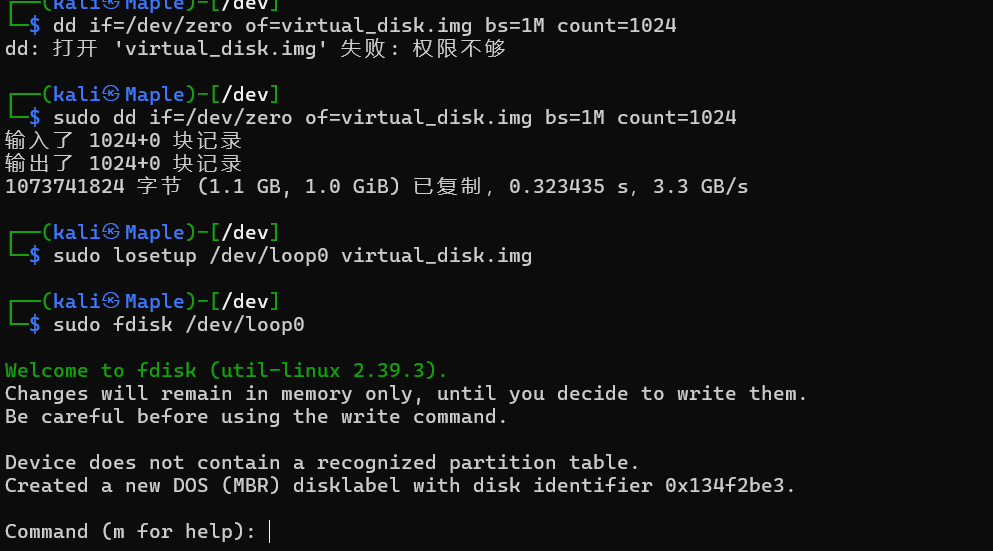 ┌──(kali㉿Maple)-[/dev]
└─$ dd if=/dev/zero of=virtual_disk.img bs=1M count=1024
dd: 打开 'virtual_disk.img' 失败: 权限不够
┌──(kali㉿Maple)-[/dev]
└─$ sudo dd if=/dev/zero of=virtual_disk.img bs=1M count=1024
输入了 1024+0 块记录
输出了 1024+0 块记录
1073741824 字节 (1.1 GB, 1.0 GiB) 已复制, 0.323435 s, 3.3 GB/s
┌──(kali㉿Maple)-[/dev]
└─$ sudo losetup /dev/loop0 virtual_disk.img
┌──(kali㉿Maple)-[/dev]
└─$ sudo fdisk /dev/loop0
Welcome to fdisk (util-linux 2.39.3).
Changes will remain in memory only, until you decide to write them.
Be careful before using the write command.
Device does not contain a recognized partition table.
Created a new DOS (MBR) disklabel with disk identifier 0x134f2be3.
Command (m for help):